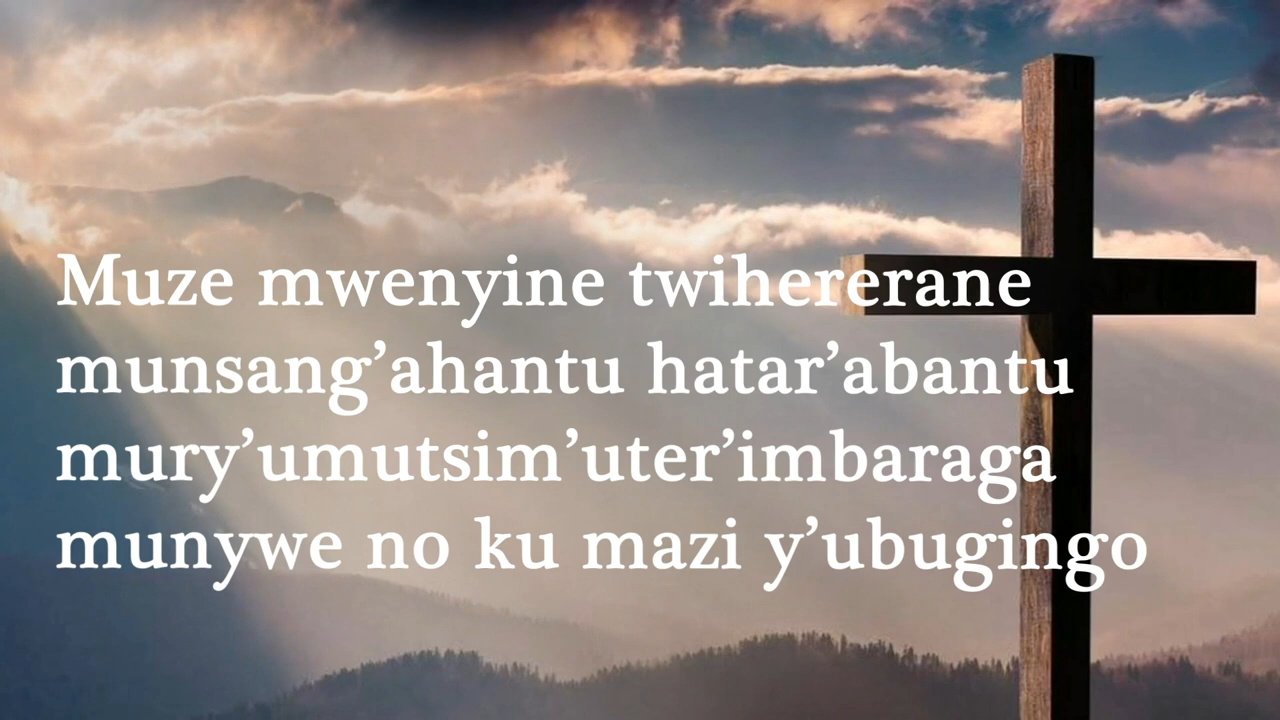 Muze mwenyine twihererane
munsang’ahantu hatar’abantu
mury’umutsim’uter’imbaraga
munywe no ku mazi y’ubugingo